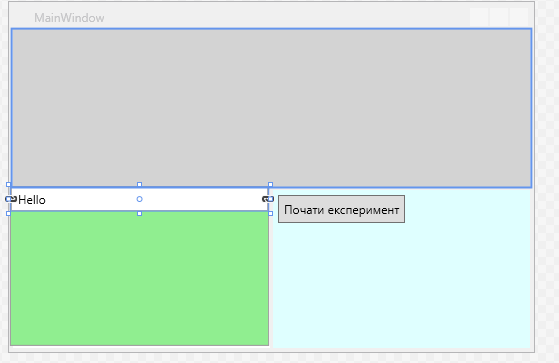 MainWindow
Hello
Почати експеримент